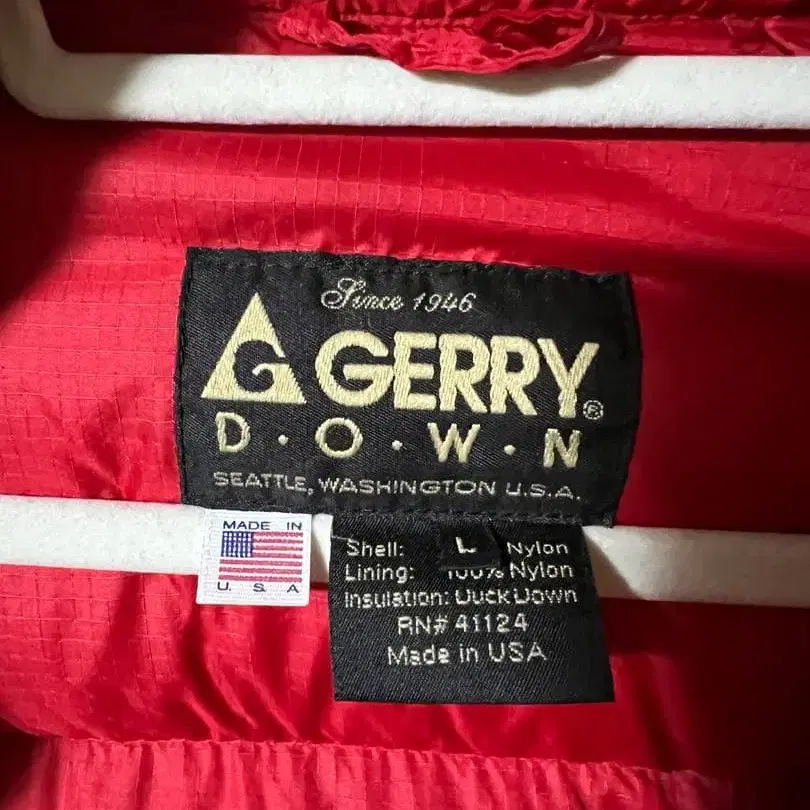 Since 1946
G GERRY®
D·O·W·N
SEATTLE, WASHINGTON U.S.A.
MADE IN
U. S. A
Shell: L Nylon
Lining: 100% Nylon
Insulation: Duck Down
RN# 41124
Made in USA